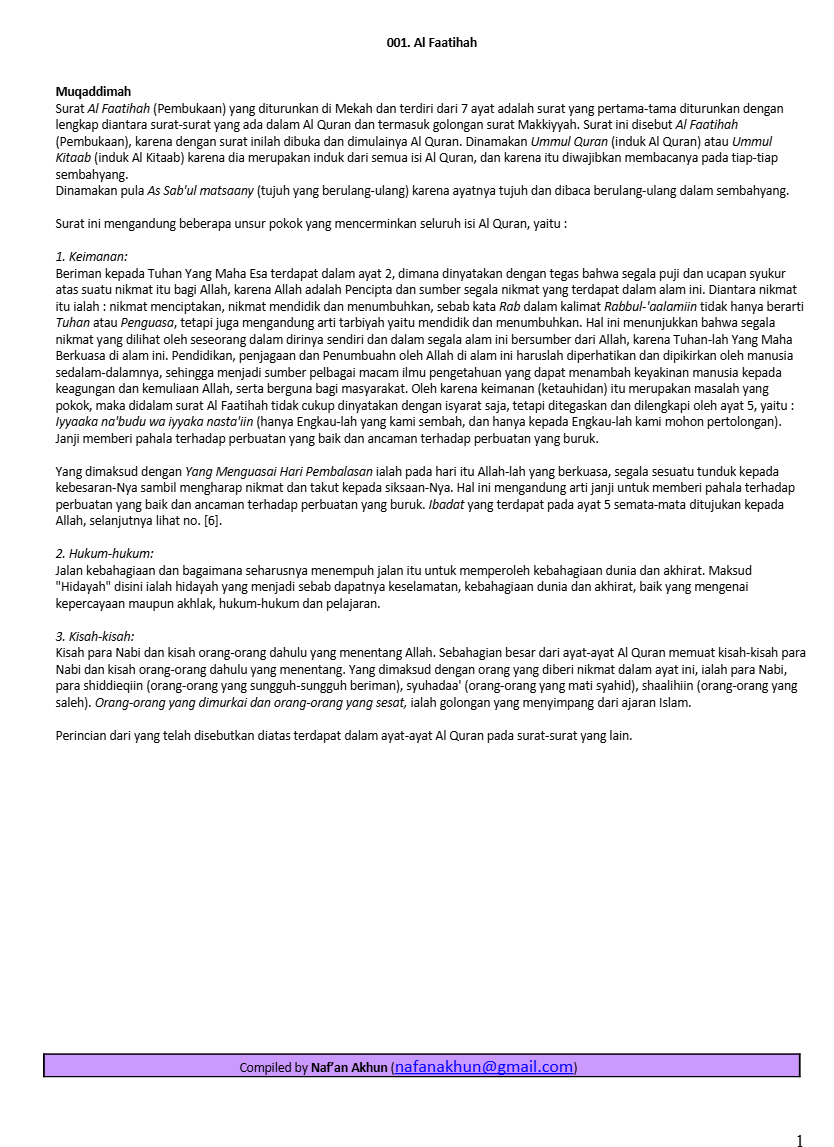 001. Al Faatihah
Muqaddimah
Surat Al Faatihah (Pembukaan) yang diturunkan di Mekah dan terdiri dari 7 ayat adalah surat yang pertama-tama diturunkan dengan
lengkap diantara surat-surat yang ada dalam Al Quran dan termasuk golongan surat Makkiyyah. Surat ini disebut Al Faatihah
(Pembukaan), karena dengan surat inilah dibuka dan dimulainya Al Quran. Dinamakan Ummul Quran (induk Al Quran) atau Ummul
Kitaab (induk Al Kitaab) karena dia merupakan induk dari semua isi Al Quran, dan karena itu diwajibkan membacanya pada tiap-tiap
sembahyang.
Dinamakan pula As Sab'ul matsaany (tujuh yang berulang-ulang) karena ayatnya tujuh dan dibaca berulang-ulang dalam sembahyang.
Surat ini mengandung beberapa unsur pokok yang mencerminkan seluruh isi Al Quran, yaitu :
1. Keimanan:
Beriman kepada Tuhan Yang Maha Esa terdapat dalam ayat 2, dimana dinyatakan dengan tegas bahwa segala puji dan ucapan syukur
atas suatu nikmat itu bagi Allah, karena Allah adalah Pencipta dan sumber segala nikmat yang terdapat dalam alam ini. Diantara nikmat
itu ialah : nikmat menciptakan, nikmat mendidik dan menumbuhkan, sebab kata Rab dalam kalimat Rabbul-'aalamiin tidak hanya berarti
Tuhan atau Penguasa, tetapi juga mengandung arti tarbiyah yaitu mendidik dan menumbuhkan. Hal ini menunjukkan bahwa segala
nikmat yang dilihat oleh seseorang dalam dirinya sendiri dan dalam segala alam ini bersumber dari Allah, karena Tuhan-lah Yang Maha
Berkuasa di alam ini. Pendidikan, penjagaan dan Penumbuahn oleh Allah di alam ini haruslah diperhatikan dan dipikirkan oleh manusia
sedalam-dalamnya, sehingga menjadi sumber pelbagai macam ilmu pengetahuan yang dapat menambah keyakinan manusia kepada
keagungan dan kemuliaan Allah, serta berguna bagi masyarakat. Oleh karena keimanan (ketauhidan) itu merupakan masalah yang
pokok, maka didalam surat Al Faatihah tidak cukup dinyatakan dengan isyarat saja, tetapi ditegaskan dan dilengkapi oleh ayat 5, yaitu :
Iyyaaka na'budu wa iyyaka nasta'iin (hanya Engkau-lah yang kami sembah, dan hanya kepada Engkau-lah kami mohon pertolongan).
Janji memberi pahala terhadap perbuatan yang baik dan ancaman terhadap perbuatan yang buruk.
Yang dimaksud dengan Yang Menguasai Hari Pembalasan ialah pada hari itu Allah-lah yang berkuasa, segala sesuatu tunduk kepada
kebesaran-Nya sambil mengharap nikmat dan takut kepada siksaan-Nya. Hal ini mengandung arti janji untuk memberi pahala terhadap
perbuatan yang baik dan ancaman terhadap perbuatan yang buruk. Ibadat yang terdapat pada ayat 5 semata-mata ditujukan kepada
Allah, selanjutnya lihat no. [6].
2. Hukum-hukum:
Jalan kebahagiaan dan bagaimana seharusnya menempuh jalan itu untuk memperoleh kebahagiaan dunia dan akhirat. Maksud
"Hidayah" disini ialah hidayah yang menjadi sebab dapatnya keselamatan, kebahagiaan dunia dan akhirat, baik yang mengenai
kepercayaan maupun akhlak, hukum-hukum dan pelajaran.
3. Kisah-kisah:
Kisah para Nabi dan kisah orang-orang dahulu yang menentang Allah. Sebahagian besar dari ayat-ayat Al Quran memuat kisah-kisah para
Nabi dan kisah orang-orang dahulu yang menentang. Yang dimaksud dengan orang yang diberi nikmat dalam ayat ini, ialah para Nabi,
para shiddieqiin (orang-orang yang sungguh-sungguh beriman), syuhadaa' (orang-orang yang mati syahid), shaalihiin (orang-orang yang
saleh). Orang-orang yang dimurkai dan orang-orang yang sesat, ialah golongan yang menyimpang dari ajaran Islam.
Perincian dari yang telah disebutkan diatas terdapat dalam ayat-ayat Al Quran pada surat-surat yang lain.
Compiled by Naf’an Akhun (nafanakhun@gmail.com)
1